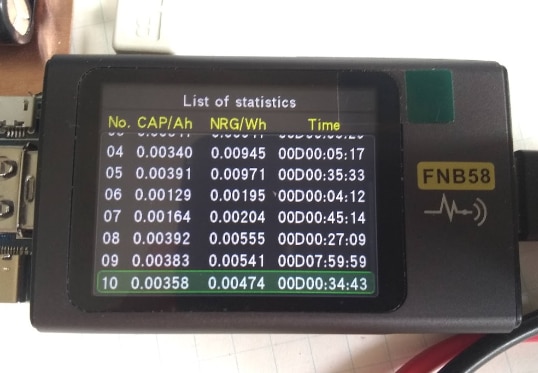 List of statistics
No. CAP/Ah NRG/Wh Time
04 0.00340 0.00945 00D00:05:17
05 0.00391 0.00971 00D00:35:33
06 0.00129 0.00195 00D00:04:12
07 0.00164 0.00204 00D00:45:14
08 0.00392 0.00555 00D00:27:09
09 0.00383 0.00541 00D07:59:59
10 0.00358 0.00474 00D00:34:43
FNB58